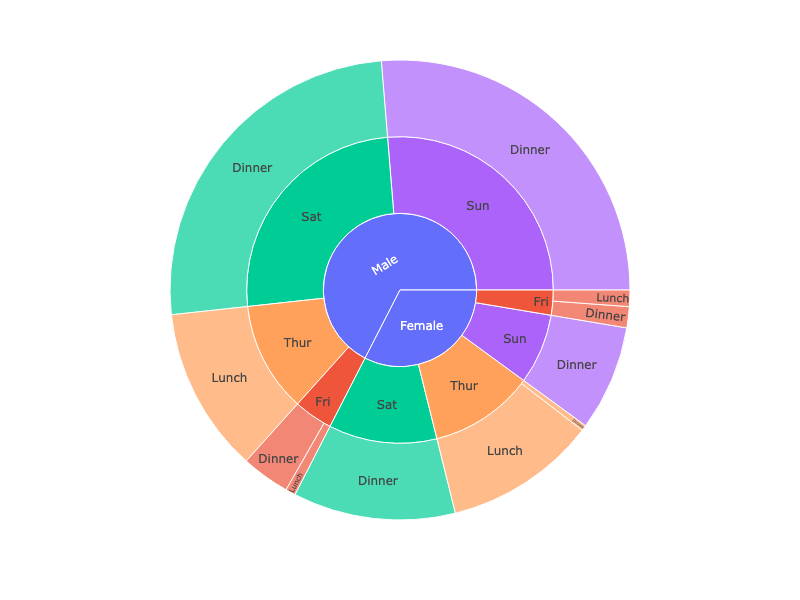 Dinner
Dinner
Sun
Sat
Male
Female
Fri
Lunch
Dinner
Sun
Dinner
Thur
Lunch
Thur
Lunch
Fri
Dinner
Lunch
Sat
Dinner